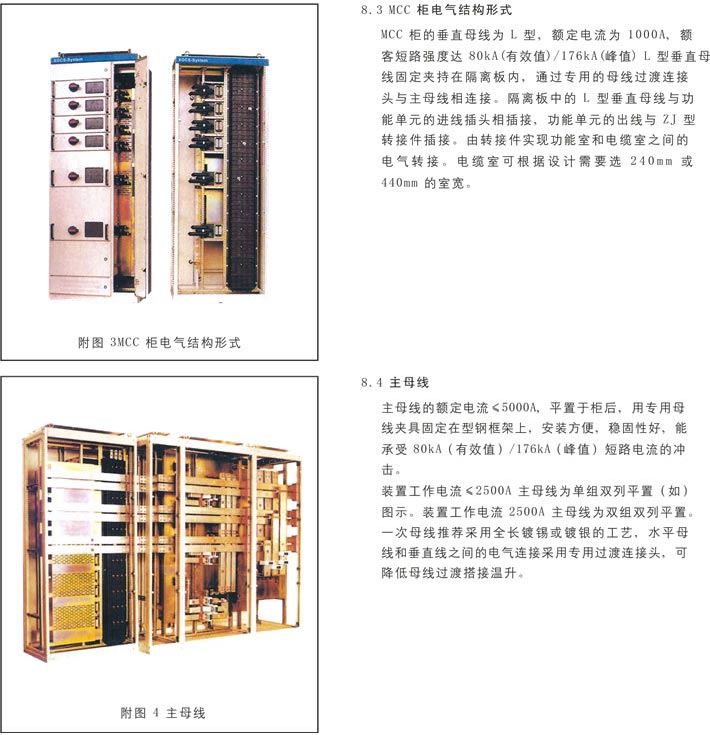 8.3 MCC 柜电气结构形式
MCC 柜的垂直母线为 L 型，额定电流为 1000A，额
客短路强度达 80kA(有效值)/176kA(峰值) L 型垂直母
线固定夹持在隔离板内，通过专用的母线过渡连接
头与主母线相连接。隔离板中的 L 型垂直母线与功
能单元的进线插头相插接，功能单元的出线与 ZJ 型
转接件插接。由转接件实现功能室和电缆室之间的
电气转接。电缆室可根据设计需要选 240mm 或
440mm 的室宽。
附图 3MCC 柜电气结构形式
8.4 主母线
主母线的额定电流≤5000A，平置于柜后，用专用母
线夹具固定在型钢框架上，安装方便，稳固性好，能
承受 80kA（有效值）/176kA（峰值）短路电流的冲
击。
装置工作电流≤2500A 主母线为单组双列平置（如）
图示。装置工作电流 2500A 主母线为双组双列平置。
一次母线推荐采用全长镀锡或镀银的工艺，水平母
线和垂直线之间的电气连接采用专用过渡连接头，可
降低母线过渡搭接温升。
附图 4 主母线